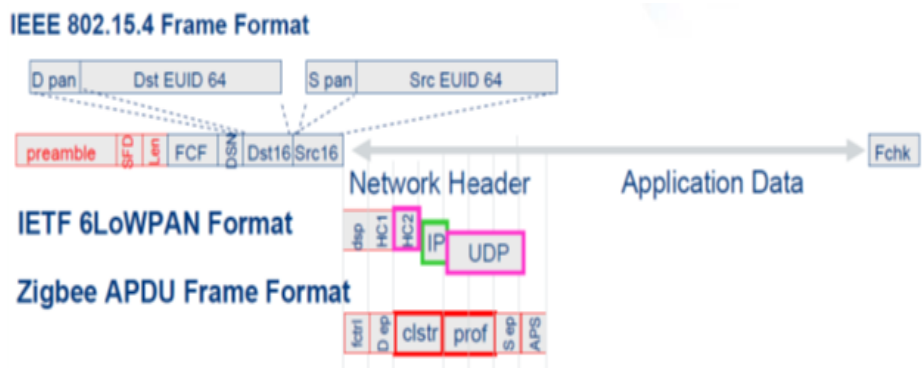 IEEE 802.15.4 Frame Format
D pan Dst EUID 64 S pan Src EUID 64
preamble SFD Len FCF DSN Dst16 Src16 Fchk
Network Header Application Data
IETF 6LoWPAN Format
dsp HC1 HC2 IP UDP
Zigbee APDU Frame Format
fctrl D ep clstr prof S ep APS